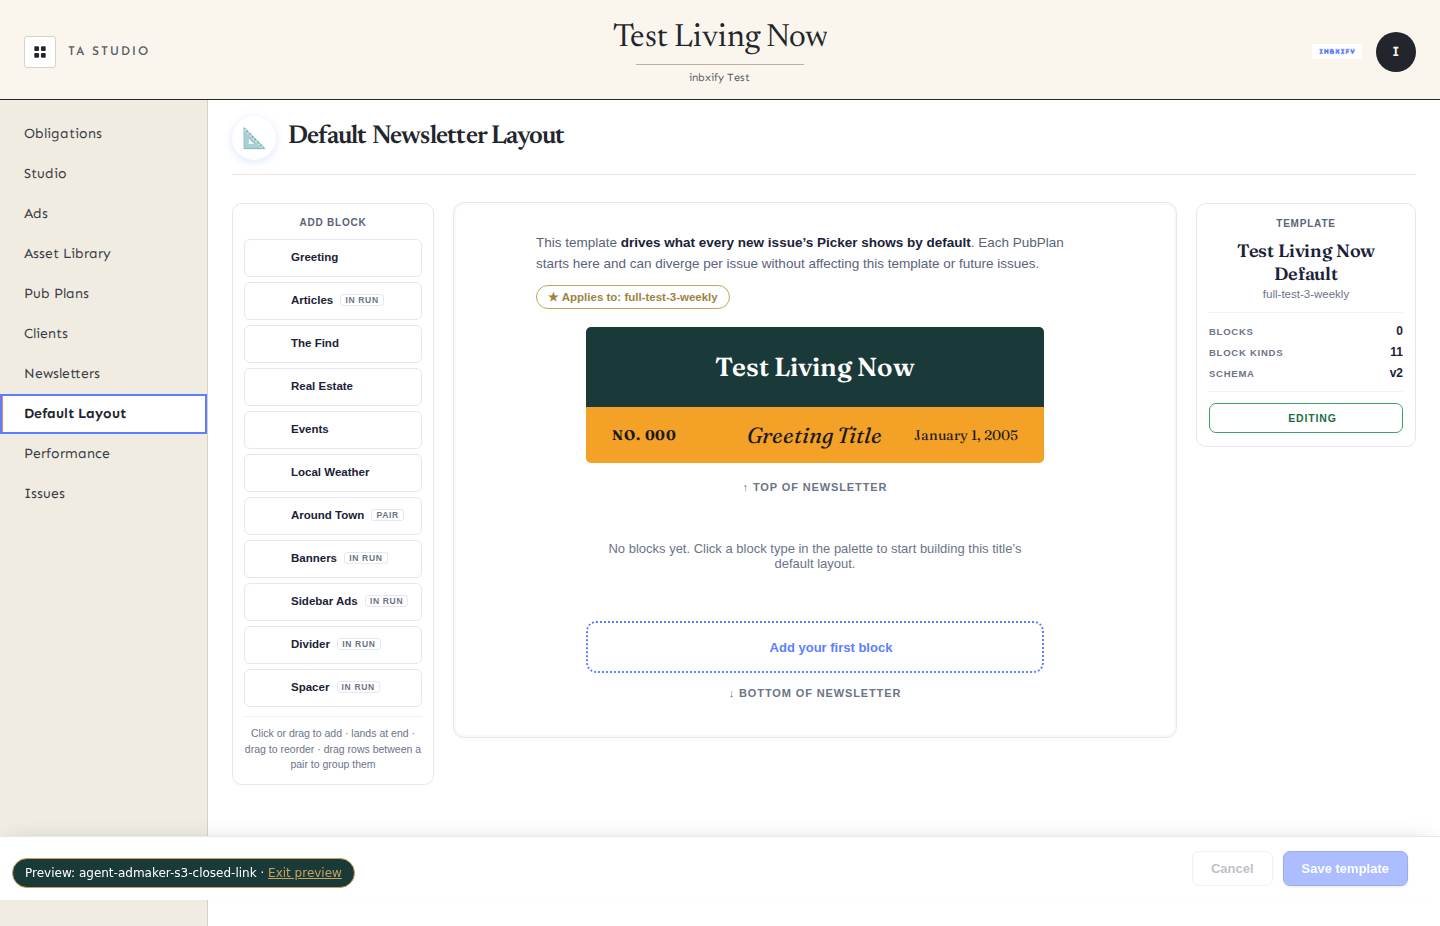 TA STUDIO
Test Living Now
inbxify Test
INBXIFY
I
Obligations
Studio
Ads
Asset Library
Pub Plans
Clients
Newsletters
Default Layout
Performance
Issues
Default Newsletter Layout
ADD BLOCK
Greeting
Articles IN RUN
The Find
Real Estate
Events
Local Weather
Around Town PAIR
Banners IN RUN
Sidebar Ads IN RUN
Divider IN RUN
Spacer IN RUN
Click or drag to add · lands at end ·
drag to reorder · drag rows between a
pair to group them
This template drives what every new issue’s Picker shows by default. Each PubPlan
starts here and can diverge per issue without affecting this template or future issues.
★ Applies to: full-test-3-weekly
Test Living Now
NO. 000 Greeting Title January 1, 2005
↑ TOP OF NEWSLETTER
No blocks yet. Click a block type in the palette to start building this title’s
default layout.
Add your first block
↓ BOTTOM OF NEWSLETTER
TEMPLATE
Test Living Now
Default
full-test-3-weekly
BLOCKS 0
BLOCK KINDS 11
SCHEMA v2
EDITING
Preview: agent-admaker-s3-closed-link · Exit preview
Cancel
Save template